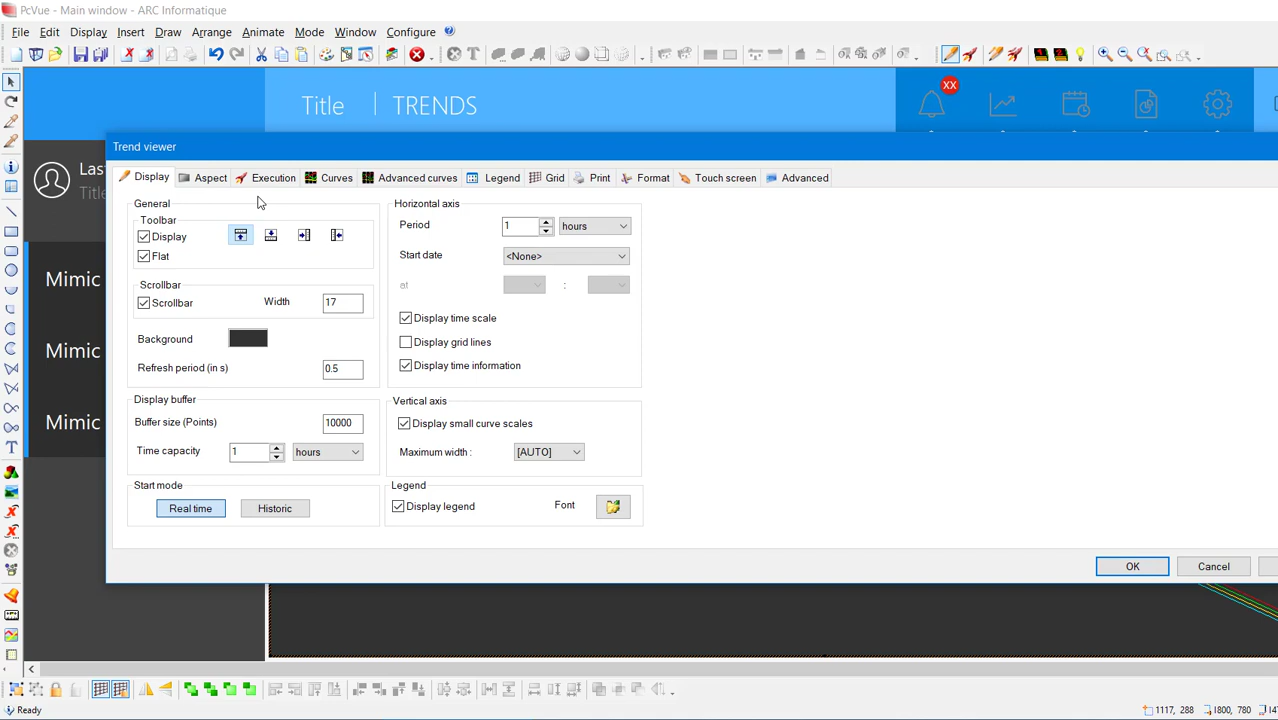 PcVue - Main window - ARC Informatique
File Edit Display Insert Draw Arrange Animate Mode Window Configure
Title TRENDS
XX
Las
Title
Mimic
Mimic
Mimic
Trend viewer
Display Aspect Execution Curves Advanced curves Legend Grid Print Format Touch screen Advanced
General
Toolbar
Display
Flat
Scrollbar
Scrollbar Width 17
Background
Refresh period (in s) 0.5
Display buffer
Buffer size (Points) 10000
Time capacity 1 hours
Start mode
Real time Historic
Horizontal axis
Period 1 hours
Start date <None>
at :
Display time scale
Display grid lines
Display time information
Vertical axis
Display small curve scales
Maximum width : [AUTO]
Legend
Display legend Font
OK Cancel
Ready 1117, 288 1800, 780